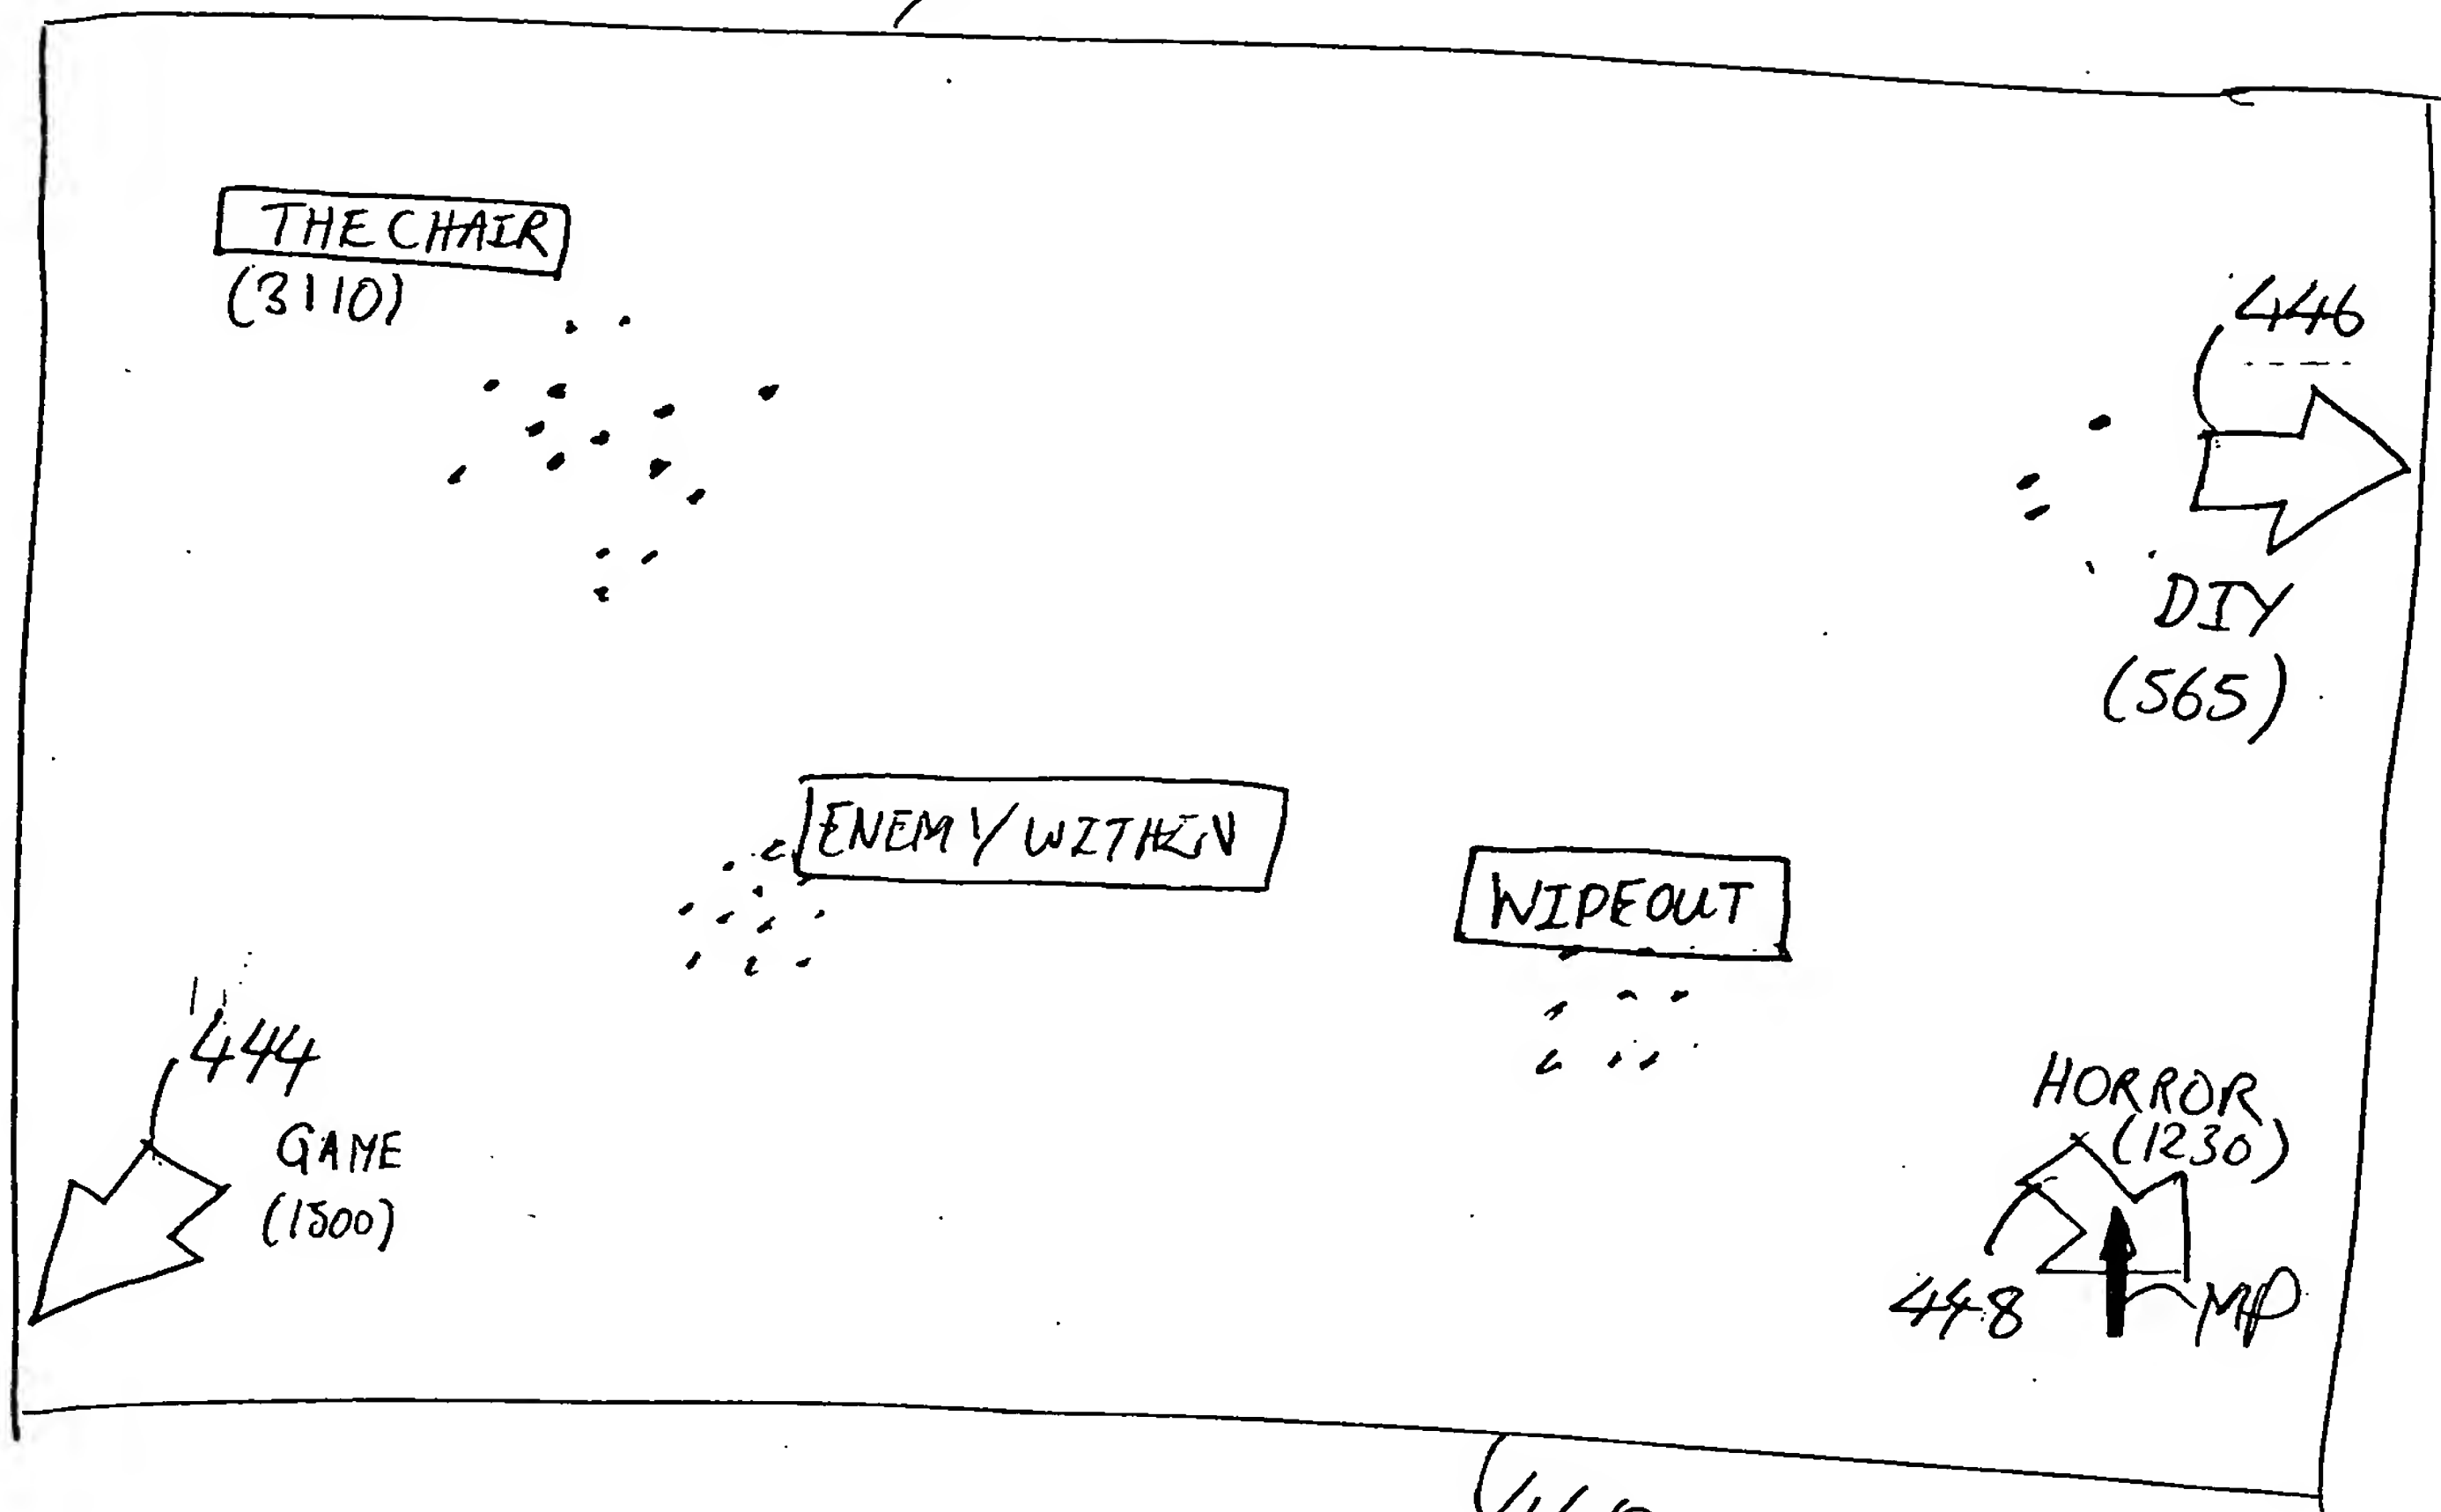 THE CHAIR
(3110)
446
DIY
(565)
ENEMY WITHIN
WIPEOUT
444
GAME
(1500)
HORROR
(1230)
448
MP